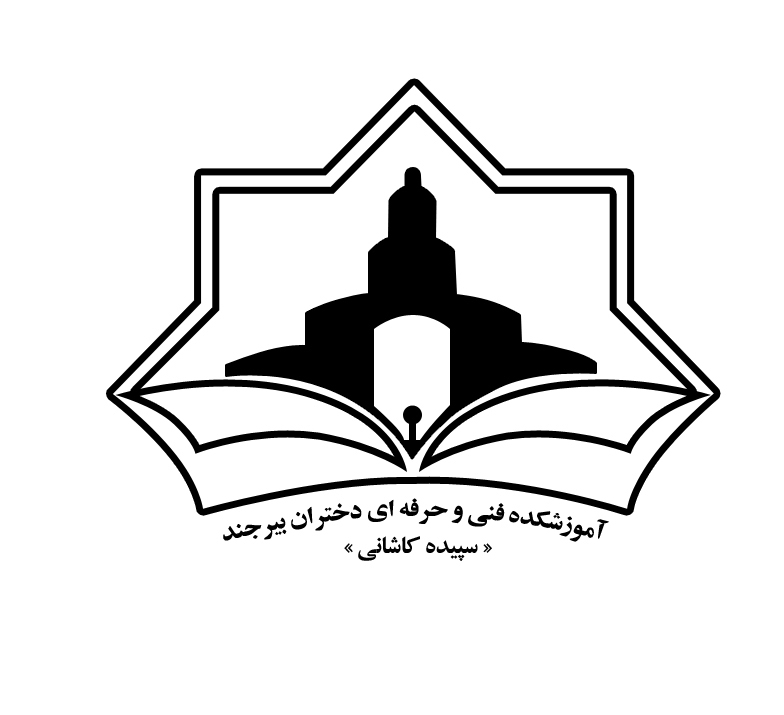 آموزشکده فنی و حرفه ای دختران بیرجند
« سپیده کاشانی »